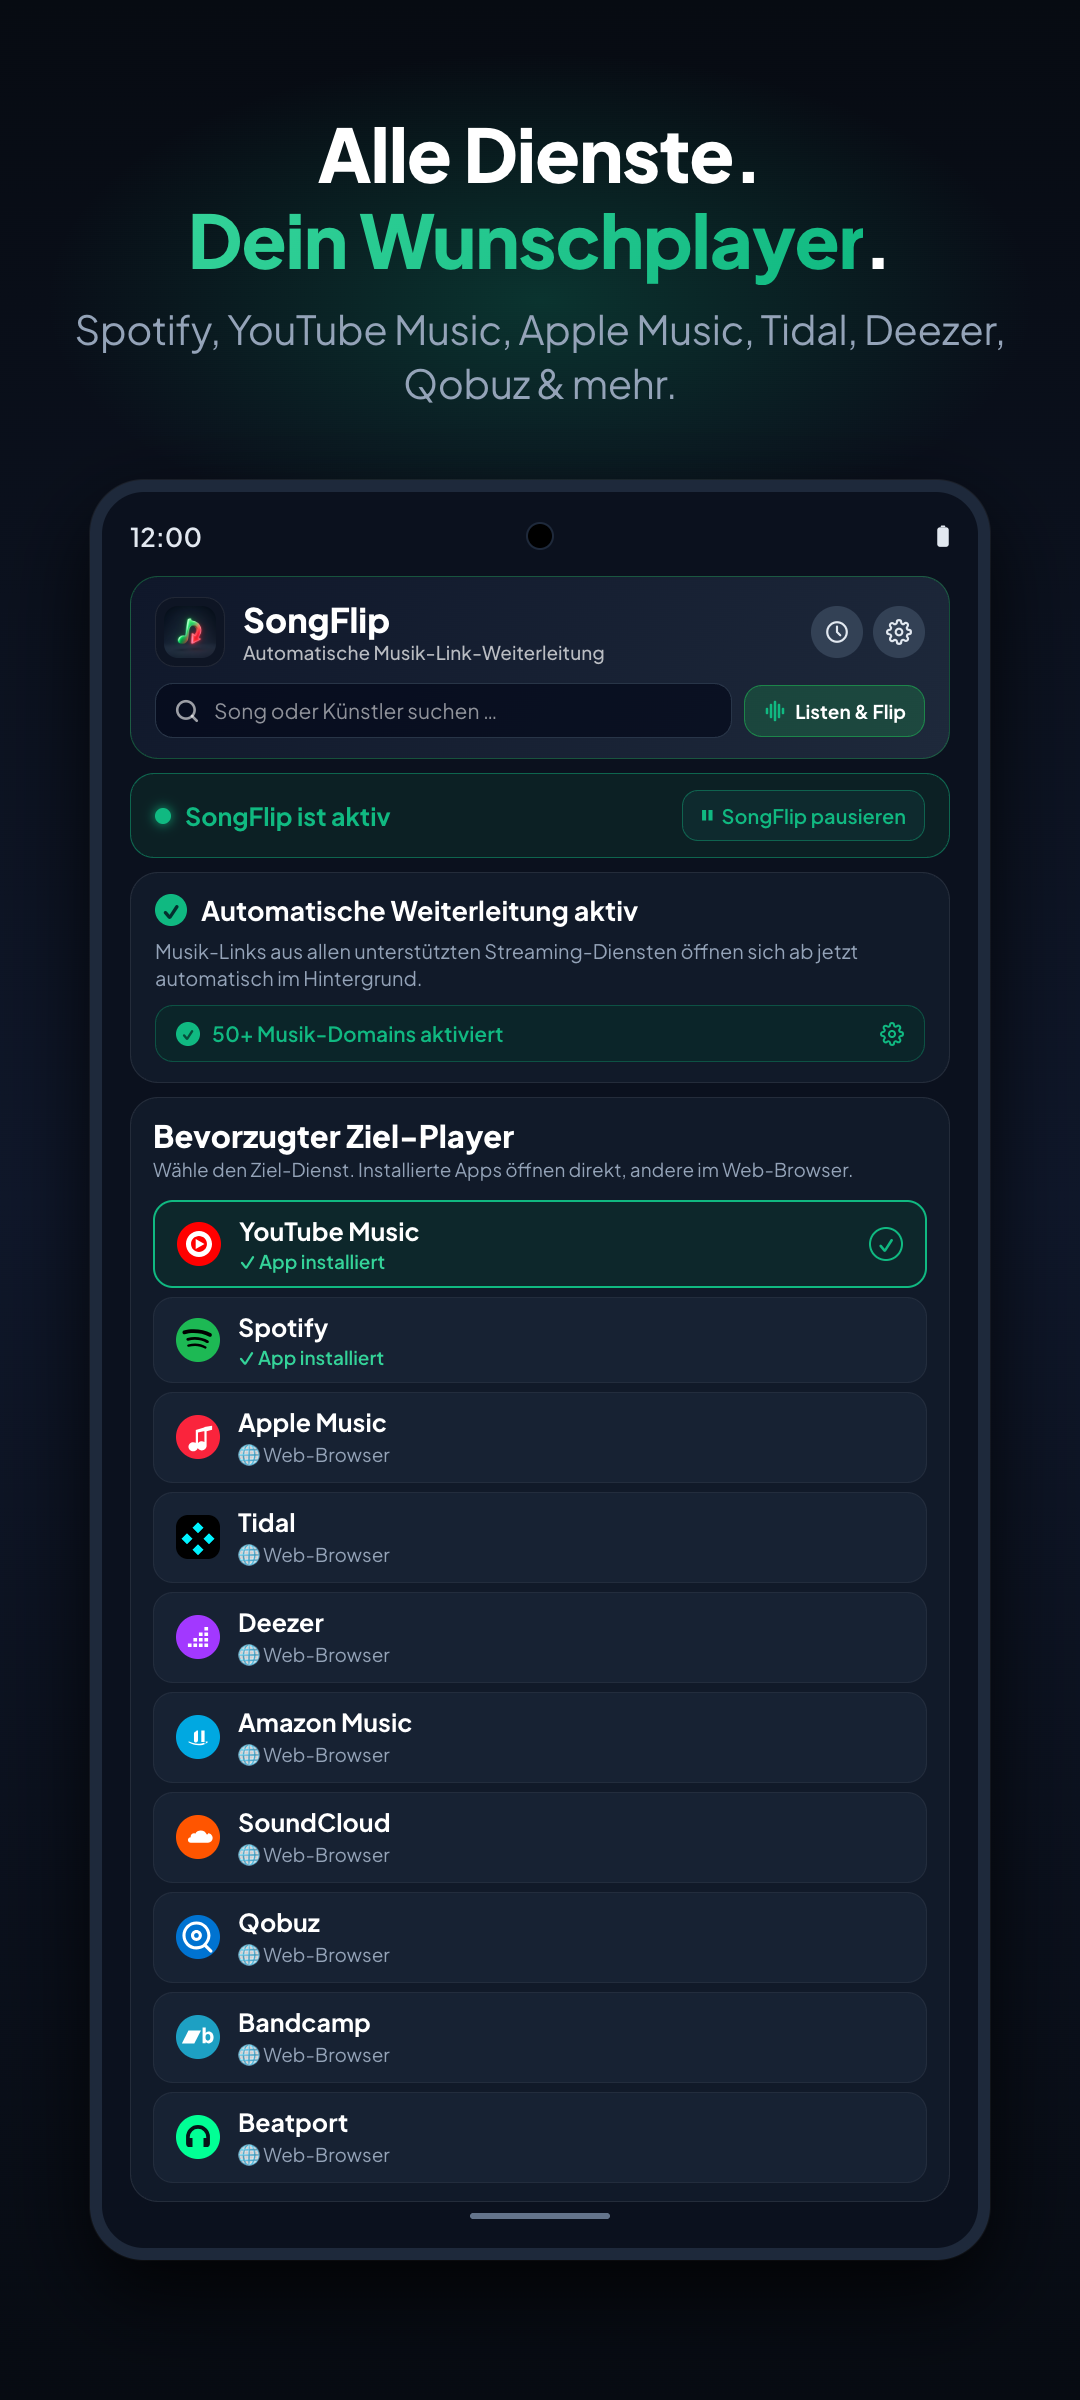 Alle Dienste.
Dein Wunschplayer.
Spotify, YouTube Music, Apple Music, Tidal, Deezer,
Qobuz & mehr.
12:00
SongFlip
Automatische Musik-Link-Weiterleitung
Song oder Künstler suchen ...
Listen & Flip
SongFlip ist aktiv
SongFlip pausieren
Automatische Weiterleitung aktiv
Musik-Links aus allen unterstützten Streaming-Diensten öffnen sich ab jetzt
automatisch im Hintergrund.
50+ Musik-Domains aktiviert
Bevorzugter Ziel-Player
Wähle den Ziel-Dienst. Installierte Apps öffnen direkt, andere im Web-Browser.
YouTube Music
✓ App installiert
Spotify
✓ App installiert
Apple Music
🌐 Web-Browser
Tidal
🌐 Web-Browser
Deezer
🌐 Web-Browser
Amazon Music
🌐 Web-Browser
SoundCloud
🌐 Web-Browser
Qobuz
🌐 Web-Browser
Bandcamp
🌐 Web-Browser
Beatport
🌐 Web-Browser